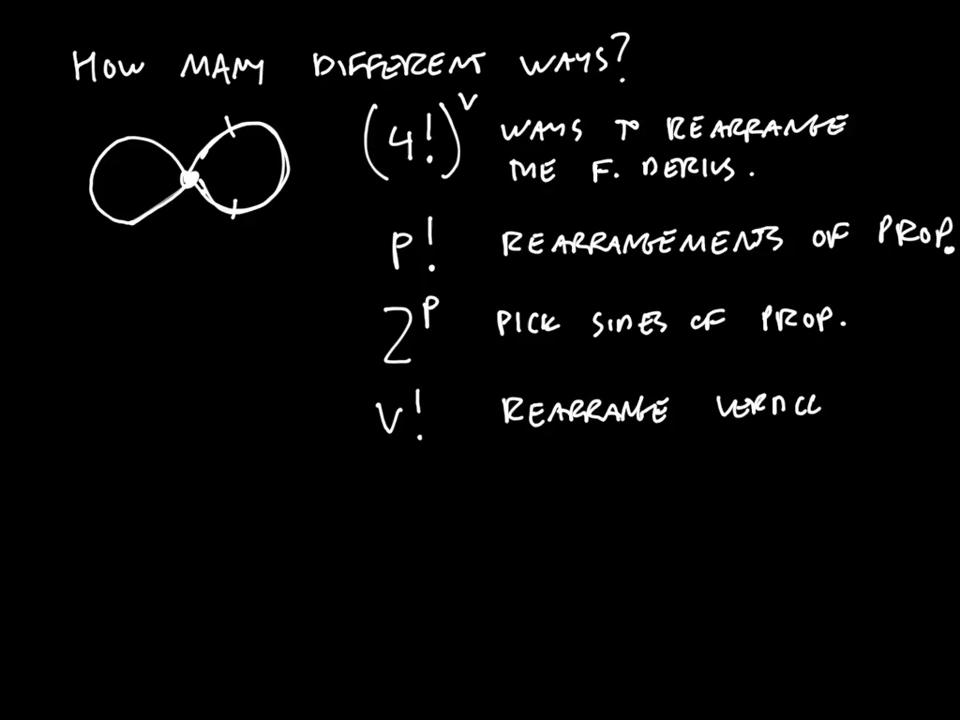 HOW MANY DIFFERENT WAYS?
(4!)^V WAYS TO REARRANGE
THE F. DERIVS.
P! REARRANGEMENTS OF PROP.
2^P PICK SIDES OF PROP.
V! REARRANGE